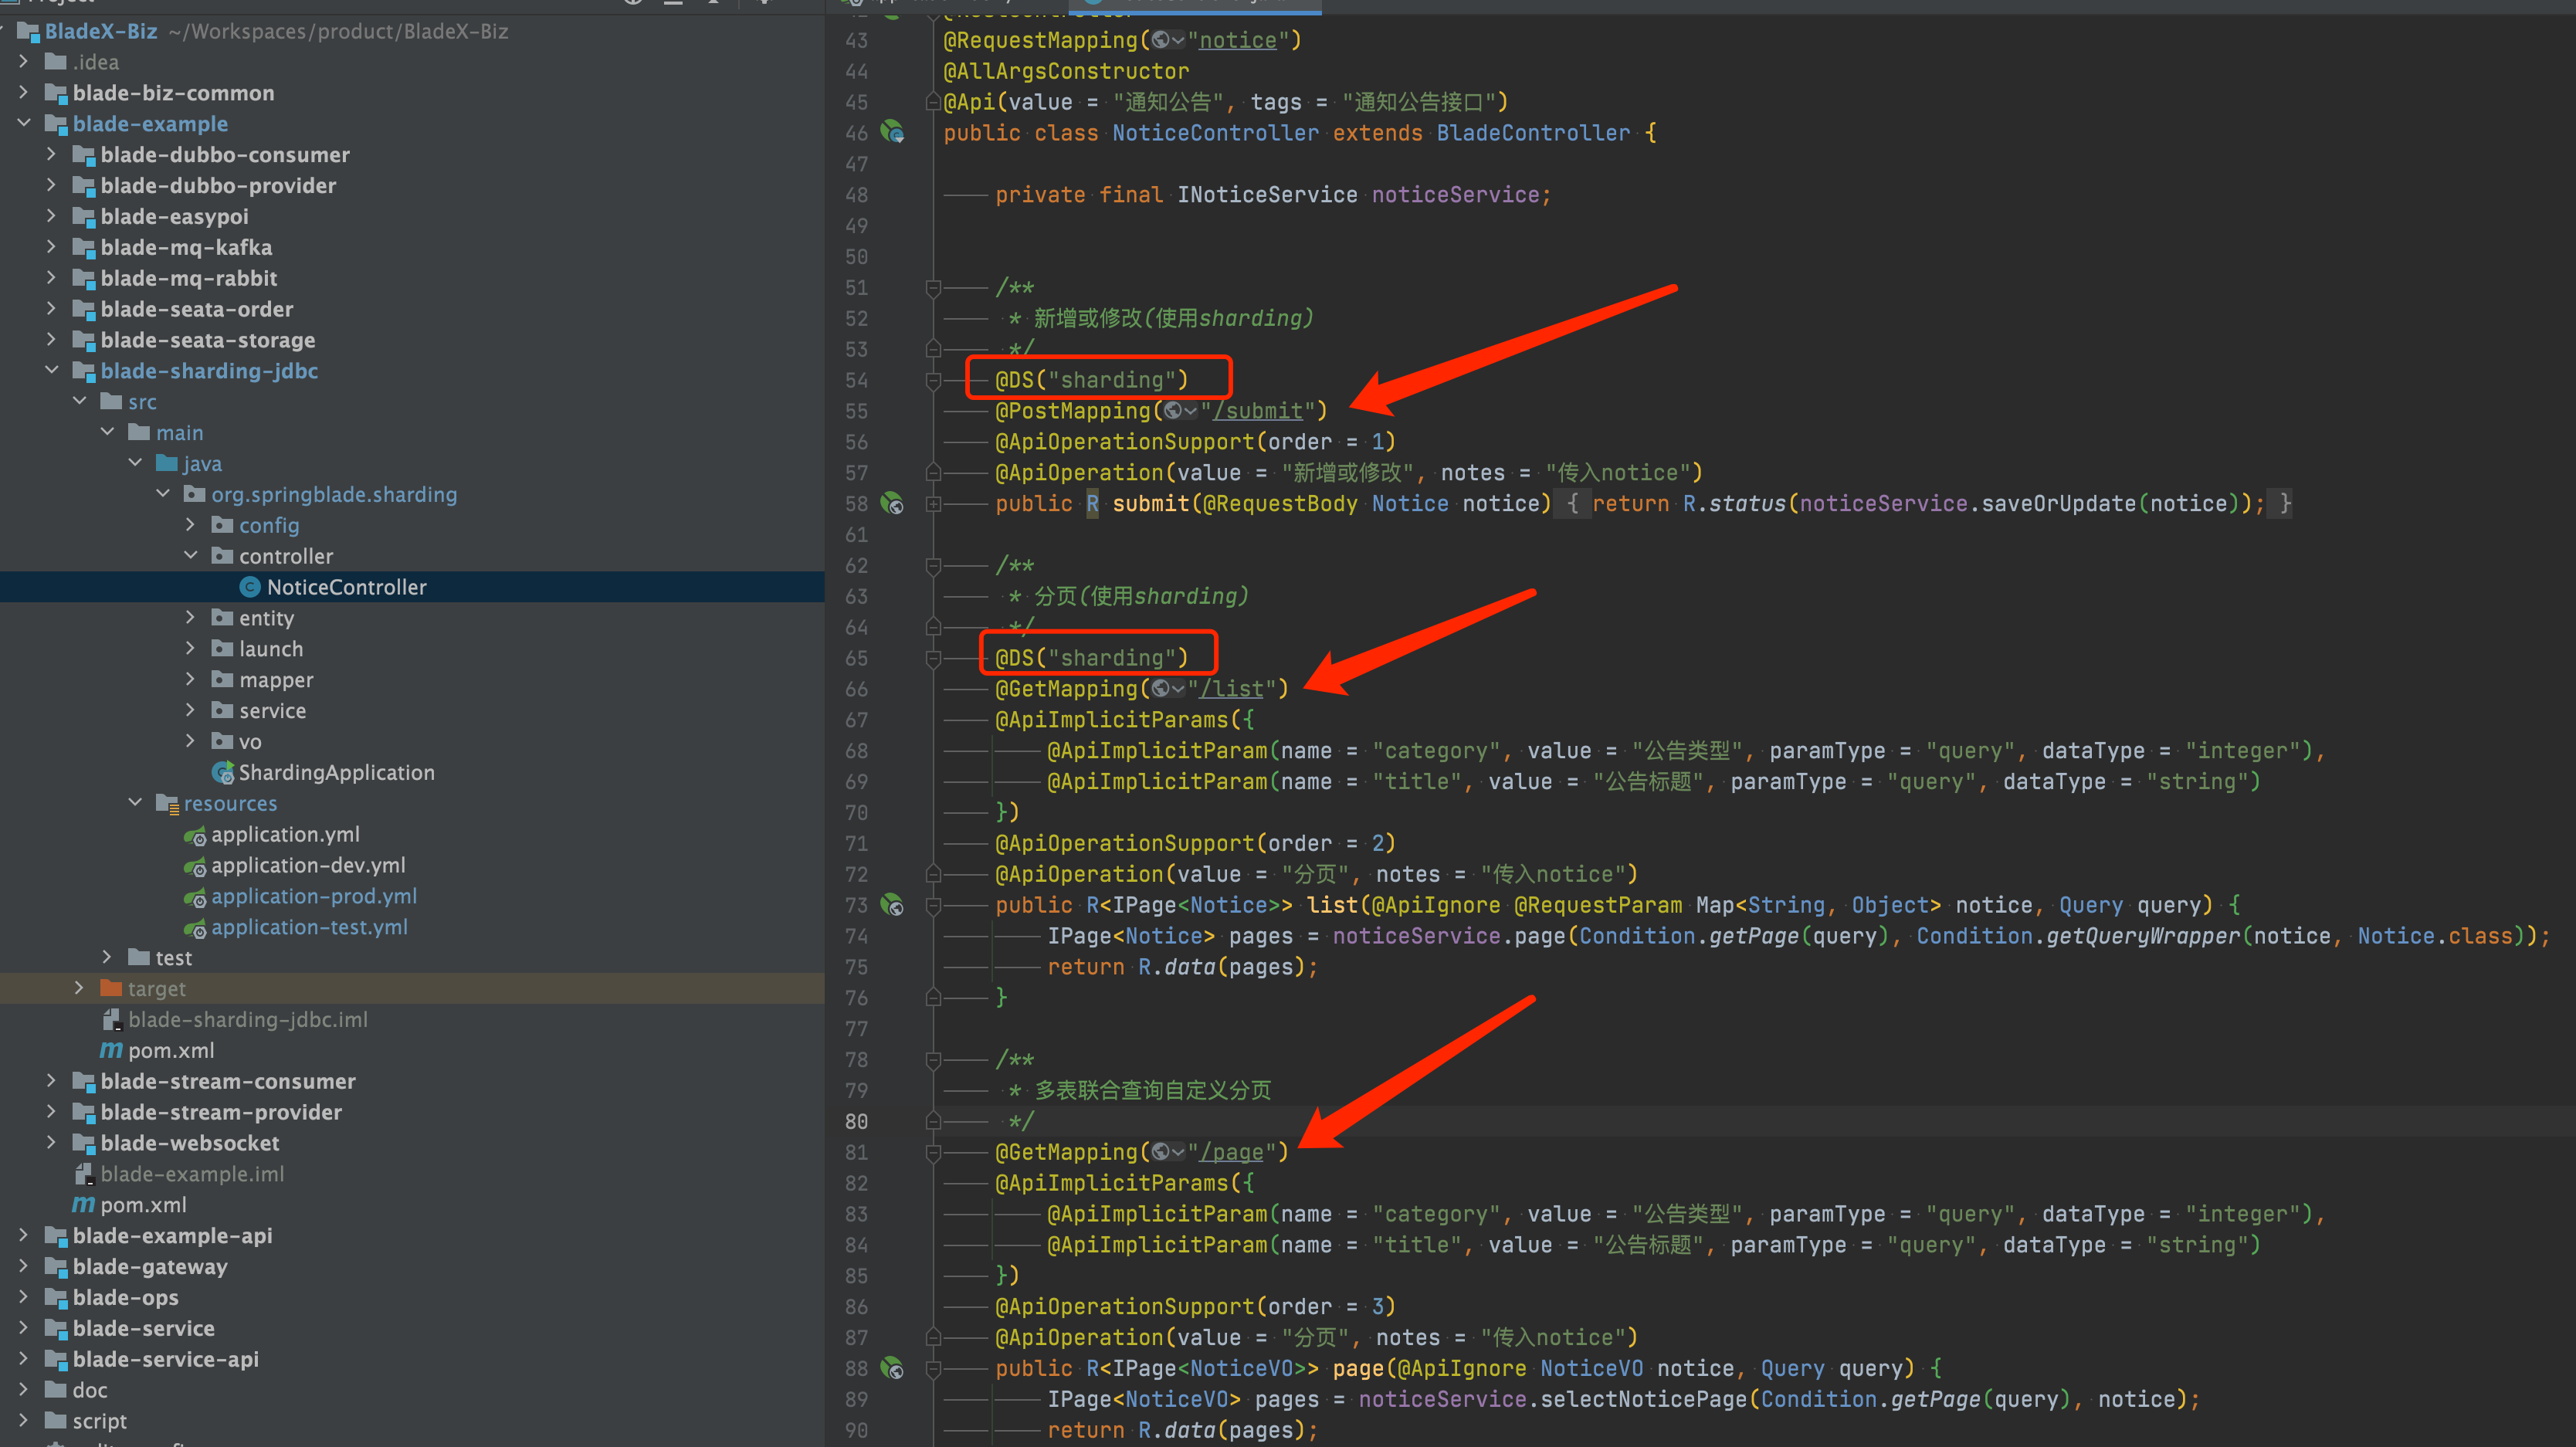 BladeX-Biz ~/Workspaces/product/BladeX-Biz
.idea
blade-biz-common
blade-example
blade-dubbo-consumer
blade-dubbo-provider
blade-easypoi
blade-mq-kafka
blade-mq-rabbit
blade-seata-order
blade-seata-storage
blade-sharding-jdbc
src
main
java
org.springblade.sharding
config
controller
NoticeController
entity
launch
mapper
service
vo
ShardingApplication
resources
application.yml
application-dev.yml
application-prod.yml
application-test.yml
test
target
blade-sharding-jdbc.iml
pom.xml
blade-stream-consumer
blade-stream-provider
blade-websocket
blade-example.iml
pom.xml
blade-example-api
blade-gateway
blade-ops
blade-service
blade-service-api
doc
script
43 @RequestMapping("notice")
44 @AllArgsConstructor
45 @Api(value = "通知公告", tags = "通知公告接口")
46 public class NoticeController extends BladeController {
47
48 private final INoticeService noticeService;
49
50
51 /**
52 * 新增或修改(使用sharding)
53 */
54 @DS("sharding")
55 @PostMapping("/submit")
56 @ApiOperationSupport(order = 1)
57 @ApiOperation(value = "新增或修改", notes = "传入notice")
58 public R submit(@RequestBody Notice notice) { return R.status(noticeService.saveOrUpdate(notice)); }
61
62 /**
63 * 分页(使用sharding)
64 */
65 @DS("sharding")
66 @GetMapping("/list")
67 @ApiImplicitParams({
68 @ApiImplicitParam(name = "category", value = "公告类型", paramType = "query", dataType = "integer"),
69 @ApiImplicitParam(name = "title", value = "公告标题", paramType = "query", dataType = "string")
70 })
71 @ApiOperationSupport(order = 2)
72 @ApiOperation(value = "分页", notes = "传入notice")
73 public R<IPage<Notice>> list(@ApiIgnore @RequestParam Map<String, Object> notice, Query query) {
74 IPage<Notice> pages = noticeService.page(Condition.getPage(query), Condition.getQueryWrapper(notice, Notice.class));
75 return R.data(pages);
76 }
77
78 /**
79 * 多表联合查询自定义分页
80 */
81 @GetMapping("/page")
82 @ApiImplicitParams({
83 @ApiImplicitParam(name = "category", value = "公告类型", paramType = "query", dataType = "integer"),
84 @ApiImplicitParam(name = "title", value = "公告标题", paramType = "query", dataType = "string")
85 })
86 @ApiOperationSupport(order = 3)
87 @ApiOperation(value = "分页", notes = "传入notice")
88 public R<IPage<NoticeVO>> page(@ApiIgnore NoticeVO notice, Query query) {
89 IPage<NoticeVO> pages = noticeService.selectNoticePage(Condition.getPage(query), notice);
90 return R.data(pages);